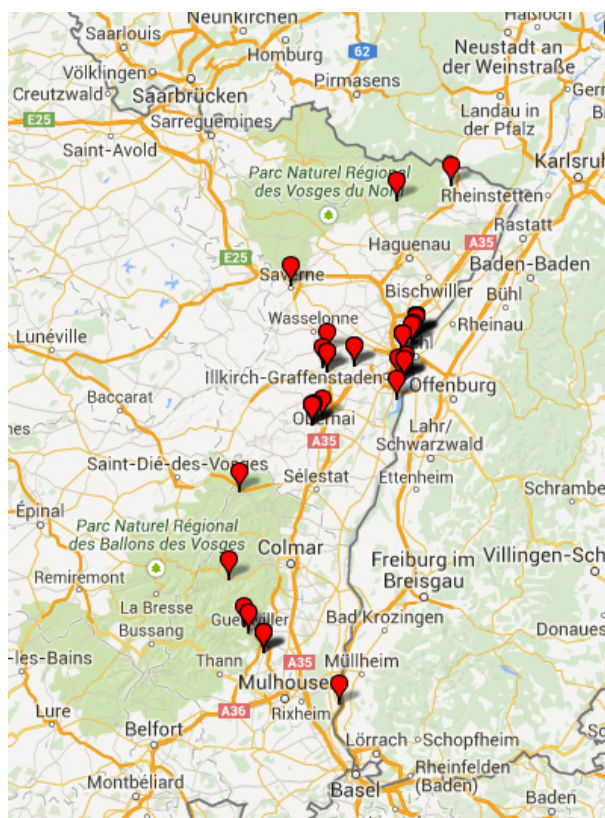 Neunkirchen
Haßloch
Saarlouis
Homburg
62
Neustadt an
der Weinstraße
Völklingen
Creutzwald
Saarbrücken
Pirmasens
Landau in
der Pfalz
E25
Sarreguemines
Saint-Avold
Parc Naturel Régional
des Vosges du No
Karlsruh
Rheinstetten
Rastatt
Haguenau
A35
E25
Saverne
Baden-Baden
Bischwiller
Bühl
Wasselonne
Rheinau
Lunéville
Illkirch-Graffenstaden
Offenburg
Baccarat
Obernai
A35
Lahr/
Schwarzwald
Saint-Dié-des-Vosges
Sélestat
Ettenheim
Schrambe
Épinal
Parc Naturel Régional
des Ballons des Vosges
Colmar
Freiburg im
Breisgau
Villingen-Sch
Remiremont
La Bresse
Bussang
Bad Krozingen
Donaues
-les-Bains
Thann
A35
Müllheim
Mulhouse
Lure
A36
Rixheim
Belfort
Lörrach
Schopfheim
Montbéliard
Basel
Rheinfelden
(Baden)
Baden